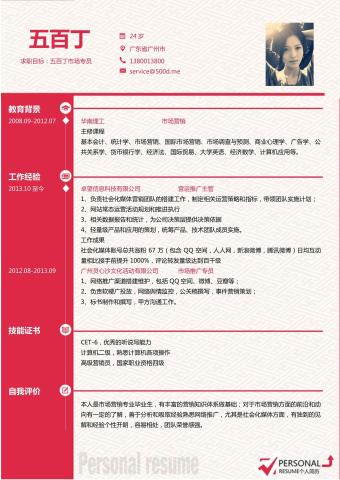 五百丁
求职目标：五百丁市场专员
24 岁
广东省广州市
13800138000
service@500d.me
教育背景
2008.09-2012.07 华南理工 市场营销
主修课程
基本会计、统计学、市场营销、国际市场营销、市场调查与预测、商业心理学、广告学、公
共关系学、货币银行学、经济法、国际贸易、大学英语、经济数学、计算机应用等。
工作经验
2013.10 至今 卓望信息科技有限公司 营运推广主管
1、负责社会化媒体营销团队的搭建工作，制定相关运营策略和指标，带领团队实施计划；
2、网站常态运营活动规划和推进执行
3、相关数据报告和统计，为公司决策层提供决策依据
4、轻量级产品和应用的策划，统筹产品、技术团队成员实施。
工作成果
社会化媒体账号总共涨粉 67 万（包含 QQ 空间，人人网，新浪微博，腾讯微博）日均互动
量相比接手前提升 1000%，评论转发量级达到百千级
2012.08-2013.09 广州灵心沙文化活动有限公司 市场推广专员
1、网络推广渠道搭建维护，包括 QQ 空间、微博、豆瓣等；
2、负责软硬广投放，网络舆情监控，公关稿撰写，事件营销策划；
3、标书制作和撰写，甲方沟通工作。
技能证书
CET-6，优秀的听说写能力
计算机二级，熟悉计算机各项操作
高级营销员，国家职业资格四级
自我评价
本人是市场营销专业毕业生，有丰富的营销知识体系做基础；对于市场营销方面的前沿和动
向有一定的了解，善于分析和吸取经验熟悉网络推广，尤其是社会化媒体方面，有独到的见
解和经验个性开朗，容易相处，团队荣誉感强。
Personal resume
PERSONAL
RESUME个人简历